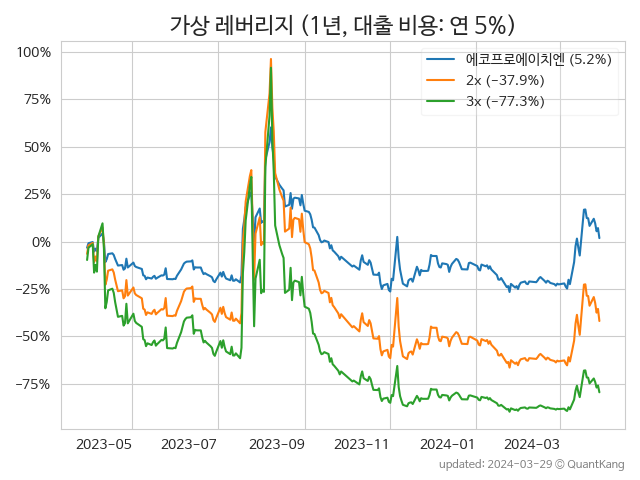 가상 레버리지 (1년, 대출 비용: 연 5%)
에코프로에이치엔 (5.2%)
2x (−37.9%)
3x (−77.3%)
100%
75%
50%
25%
0%
−25%
−50%
−75%
2023-05 2023-07 2023-09 2023-11 2024-01 2024-03
updated: 2024-03-29 © QuantKang